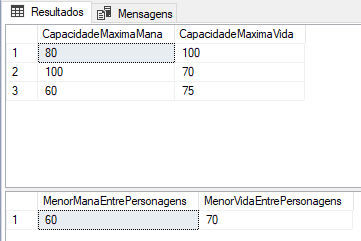 Resultados Mensagens
CapacidadeMaximaMana CapacidadeMaximaVida
1 80 100
2 100 70
3 60 75
MenorManaEntrePersonagens MenorVidaEntrePersonagens
1 60 70